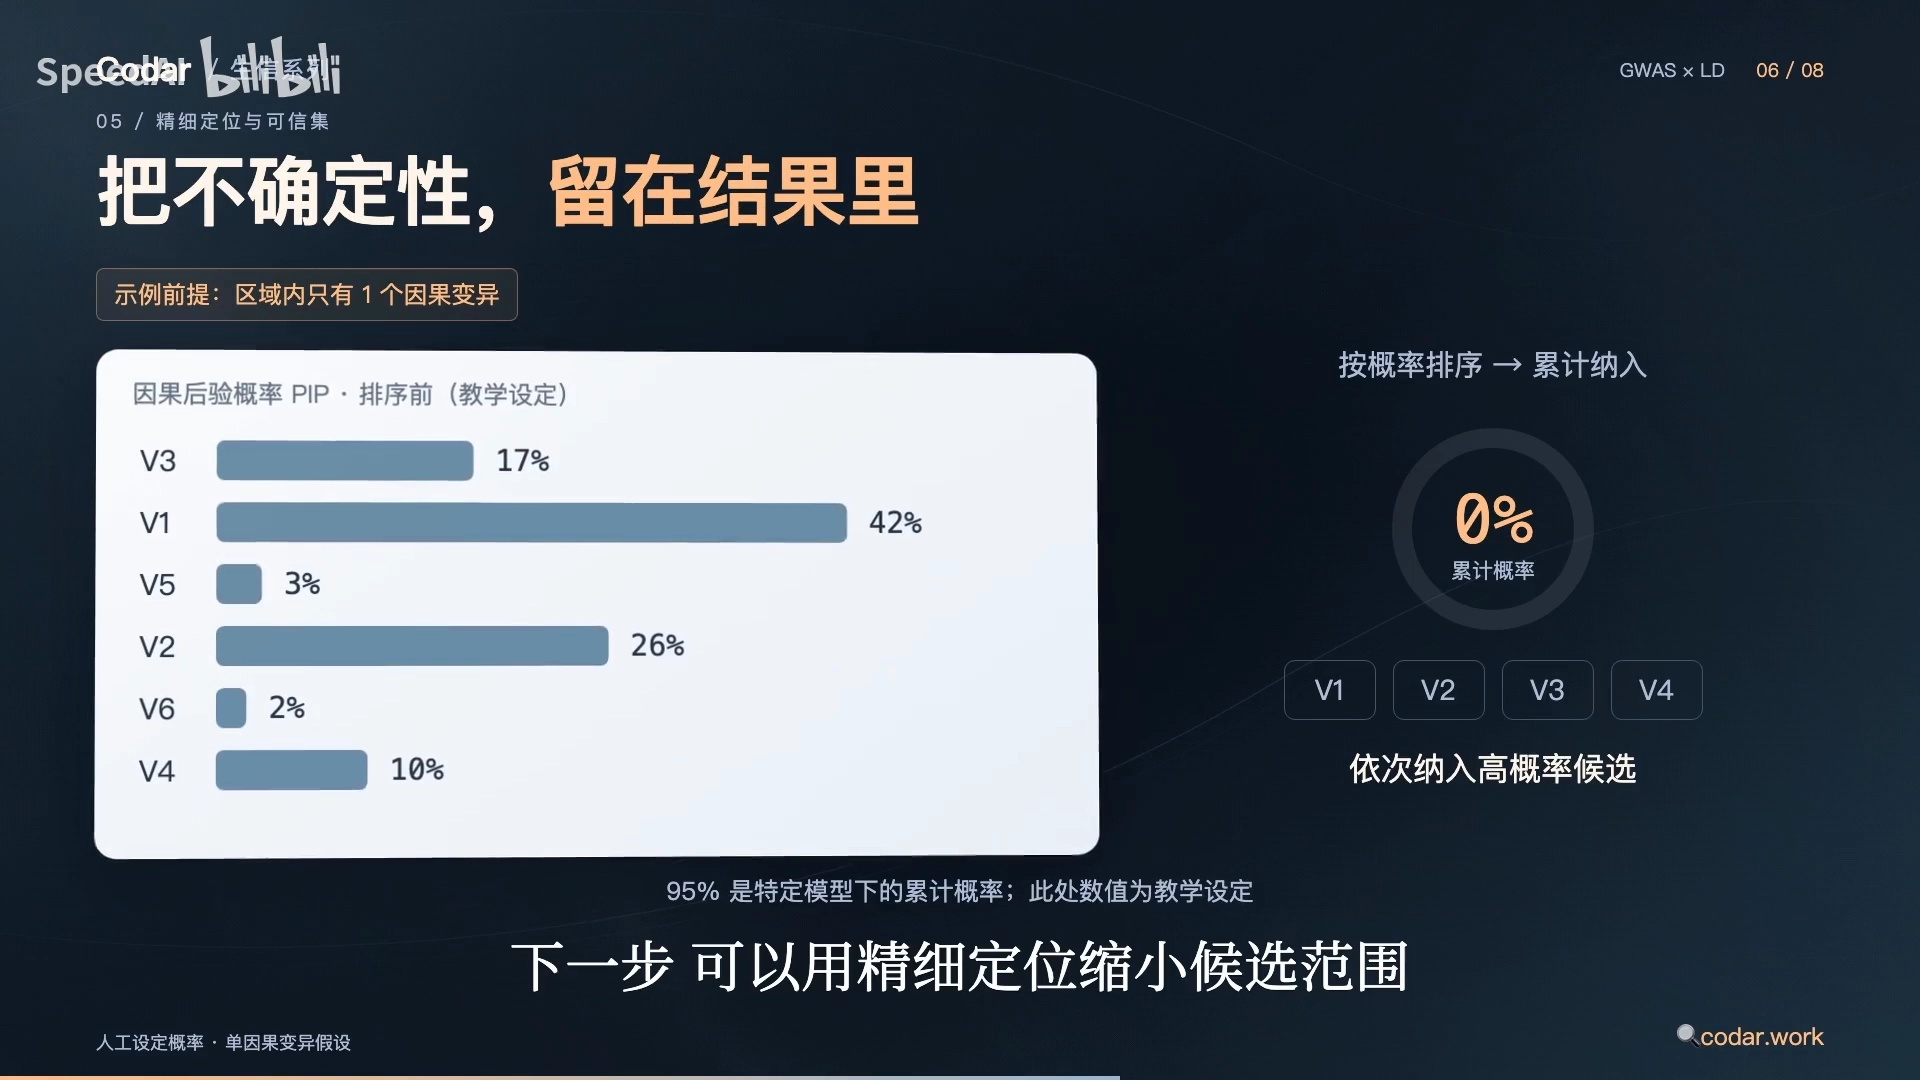 SpeedAI bilibili
Codar / 生信系列
GWAS × LD 06 / 08
05 / 精细定位与可信集
把不确定性，留在结果里
示例前提：区域内只有 1 个因果变异
因果后验概率 PIP · 排序前（教学设定）
V3 17%
V1 42%
V5 3%
V2 26%
V6 2%
V4 10%
按概率排序 → 累计纳入
0%
累计概率
V1 V2 V3 V4
依次纳入高概率候选
95% 是特定模型下的累计概率；此处数值为教学设定
下一步 可以用精细定位缩小候选范围
人工设定概率 · 单因果变异假设
codar.work